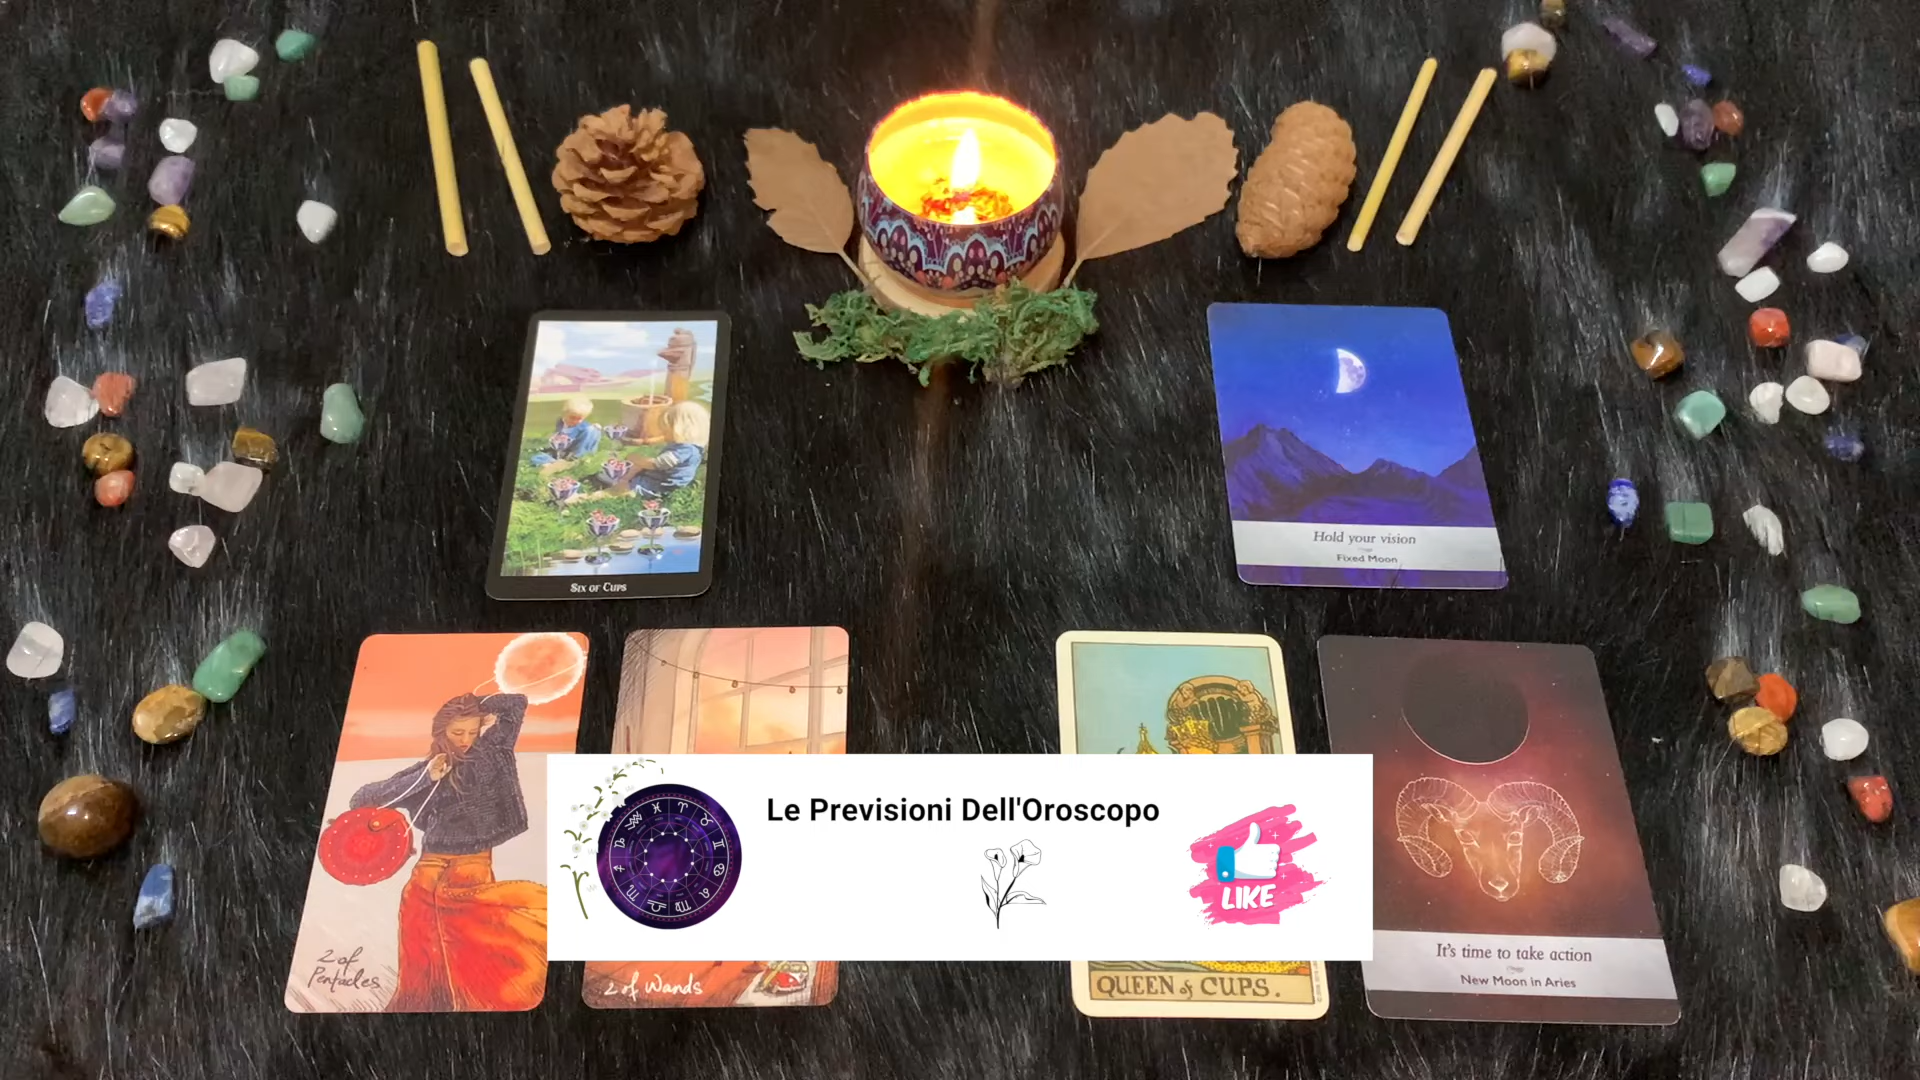 SIX OF CUPS
Hold your vision
Fixed Moon
2 of
Pentacles
2 of Wands
Le Previsioni Dell'Oroscopo
LIKE
QUEEN of CUPS.
It's time to take action
New Moon in Aries